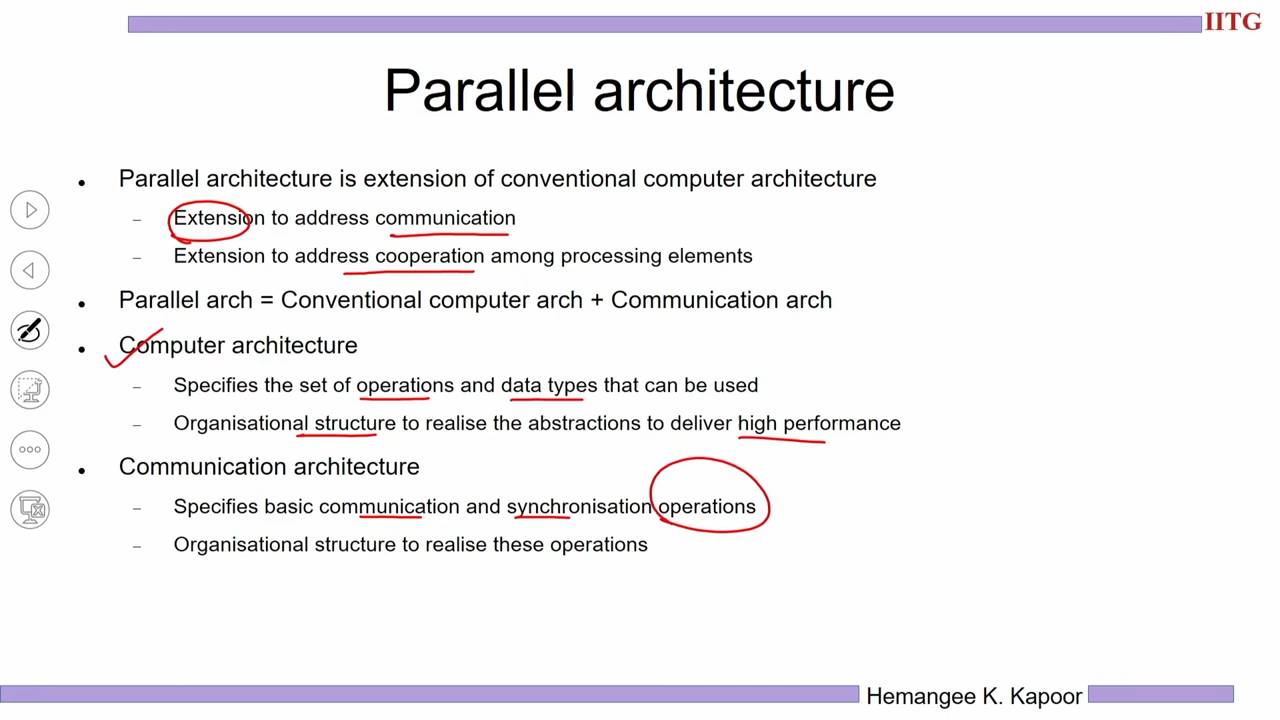 IITG
Parallel architecture
• Parallel architecture is extension of conventional computer architecture
– Extension to address communication
– Extension to address cooperation among processing elements
• Parallel arch = Conventional computer arch + Communication arch
• Computer architecture
– Specifies the set of operations and data types that can be used
– Organisational structure to realise the abstractions to deliver high performance
• Communication architecture
– Specifies basic communication and synchronisation operations
– Organisational structure to realise these operations
Hemangee K. Kapoor